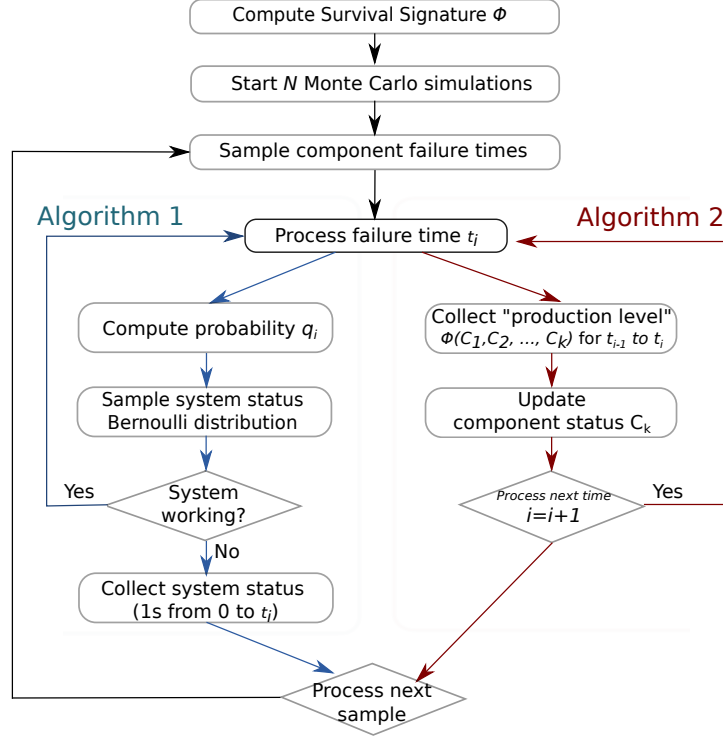 Compute Survival Signature Φ
Start N Monte Carlo simulations
Sample component failure times
Algorithm 1
Algorithm 2
Process failure time tᵢ
Compute probability qᵢ
Sample system status
Bernoulli distribution
Yes
System
working?
No
Collect system status
(1s from 0 to tᵢ)
Collect "production level"
Φ(C₁,C₂, ..., Cₖ) for tᵢ₋₁ to tᵢ
Update
component status Cₖ
Process next time
i=i+1
Yes
Process next
sample